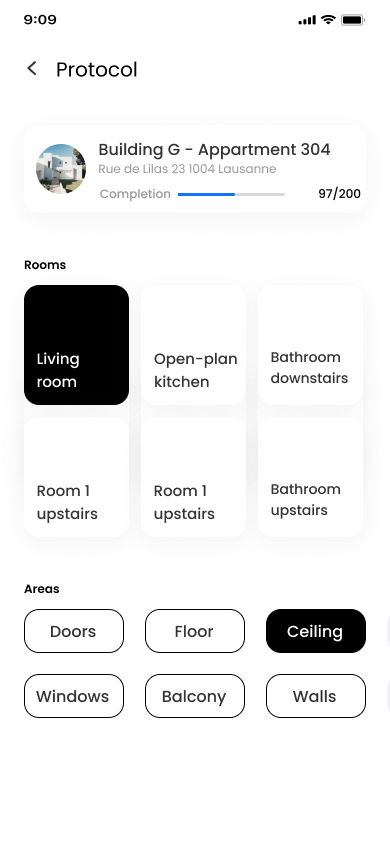 9:09
Protocol
Building G - Appartment 304
Rue de Lilas 23 1004 Lausanne
Completion 97/200
Rooms
Living
room
Open-plan
kitchen
Bathroom
downstairs
Room 1
upstairs
Room 1
upstairs
Bathroom
upstairs
Areas
Doors
Floor
Ceiling
Windows
Balcony
Walls